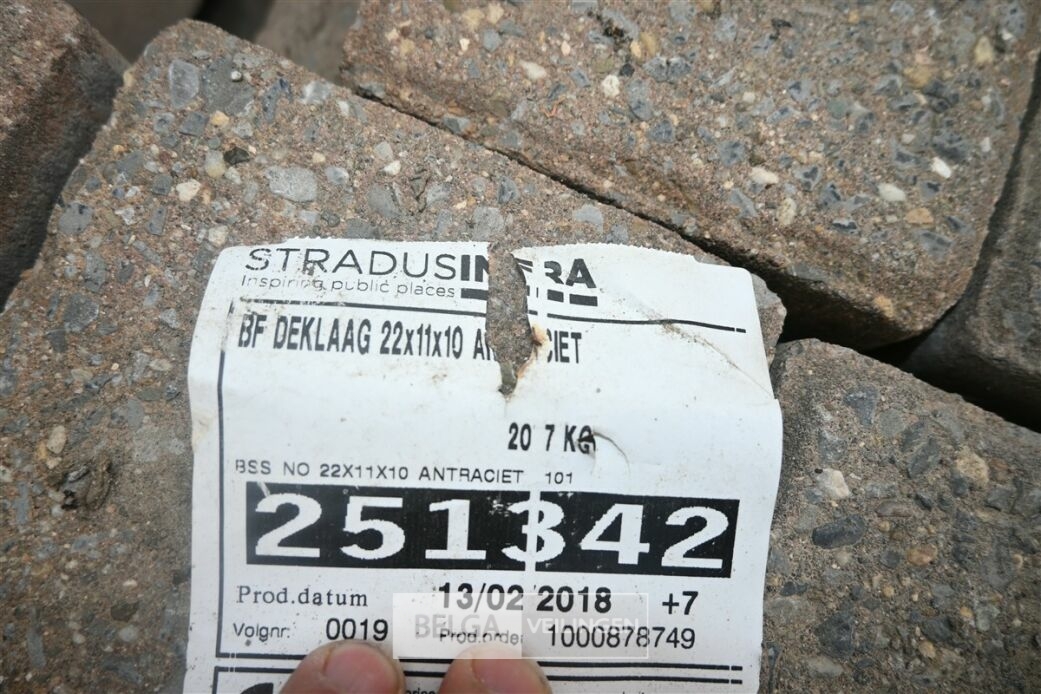 STRADUSINFRA
Inspiring public places
BF DEKLAAG 22x11x10 ANTRACIET
20 7 KG
BSS NO 22X11X10 ANTRACIET 101
251342
Prod.datum 13/02 2018 +7
Volgnr: 0019 Prod.order 1000878749
BELGA VEILINGEN